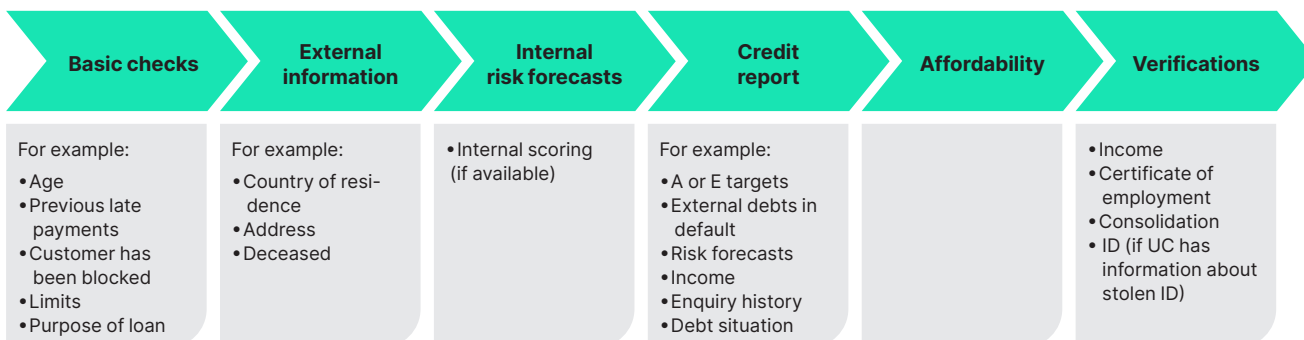 Basic checks
External
information
Internal
risk forecasts
Credit
report
Affordability
Verifications
For example:
•Age
•Previous late
payments
•Customer has
been blocked
•Limits
•Purpose of loan
For example:
•Country of resi-
dence
•Address
•Deceased
•Internal scoring
(if available)
For example:
•A or E targets
•External debts in
default
•Risk forecasts
•Income
•Enquiry history
•Debt situation
•Income
•Certificate of
employment
•Consolidation
• ID (if UC has
information about
stolen ID)